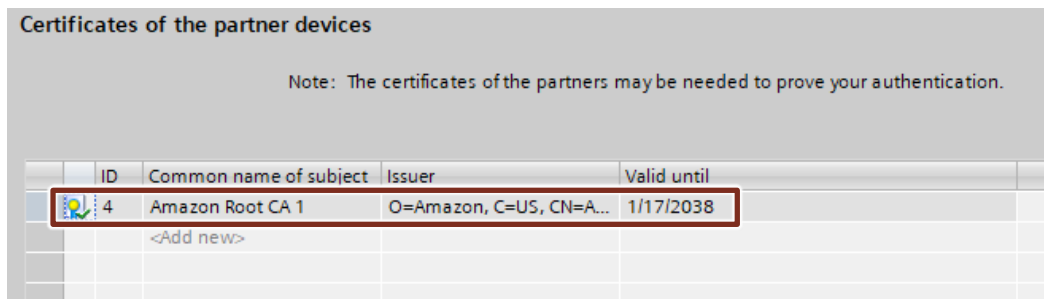 Certificates of the partner devices
Note: The certificates of the partners may be needed to prove your authentication.
ID Common name of subject Issuer Valid until
4 Amazon Root CA 1 O=Amazon, C=US, CN=A... 1/17/2038
<Add new>